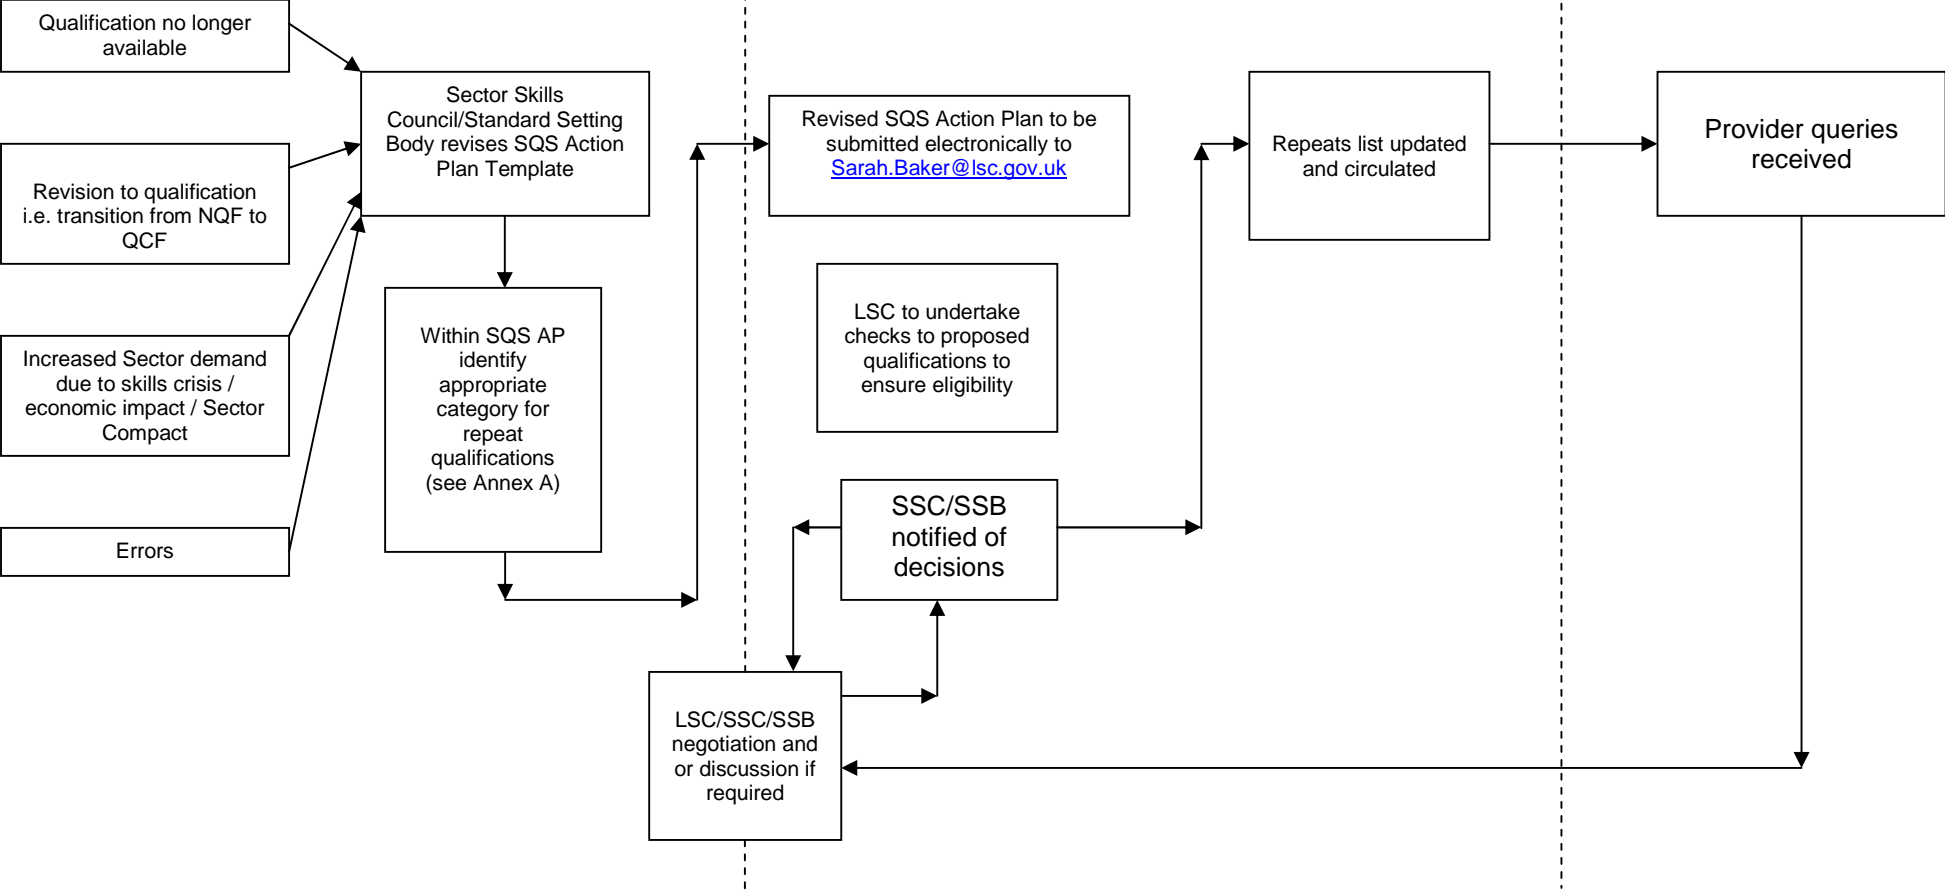 Qualification no longer
available
Revision to qualification
i.e. transition from NQF to
QCF
Increased Sector demand
due to skills crisis /
economic impact / Sector
Compact
Errors
Sector Skills
Council/Standard Setting
Body revises SQS Action
Plan Template
Within SQS AP
identify
appropriate
category for
repeat
qualifications
(see Annex A)
Revised SQS Action Plan to be
submitted electronically to
Sarah.Baker@lsc.gov.uk
LSC to undertake
checks to proposed
qualifications to
ensure eligibility
SSC/SSB
notified of
decisions
LSC/SSC/SSB
negotiation and
or discussion if
required
Repeats list updated
and circulated
Provider queries
received